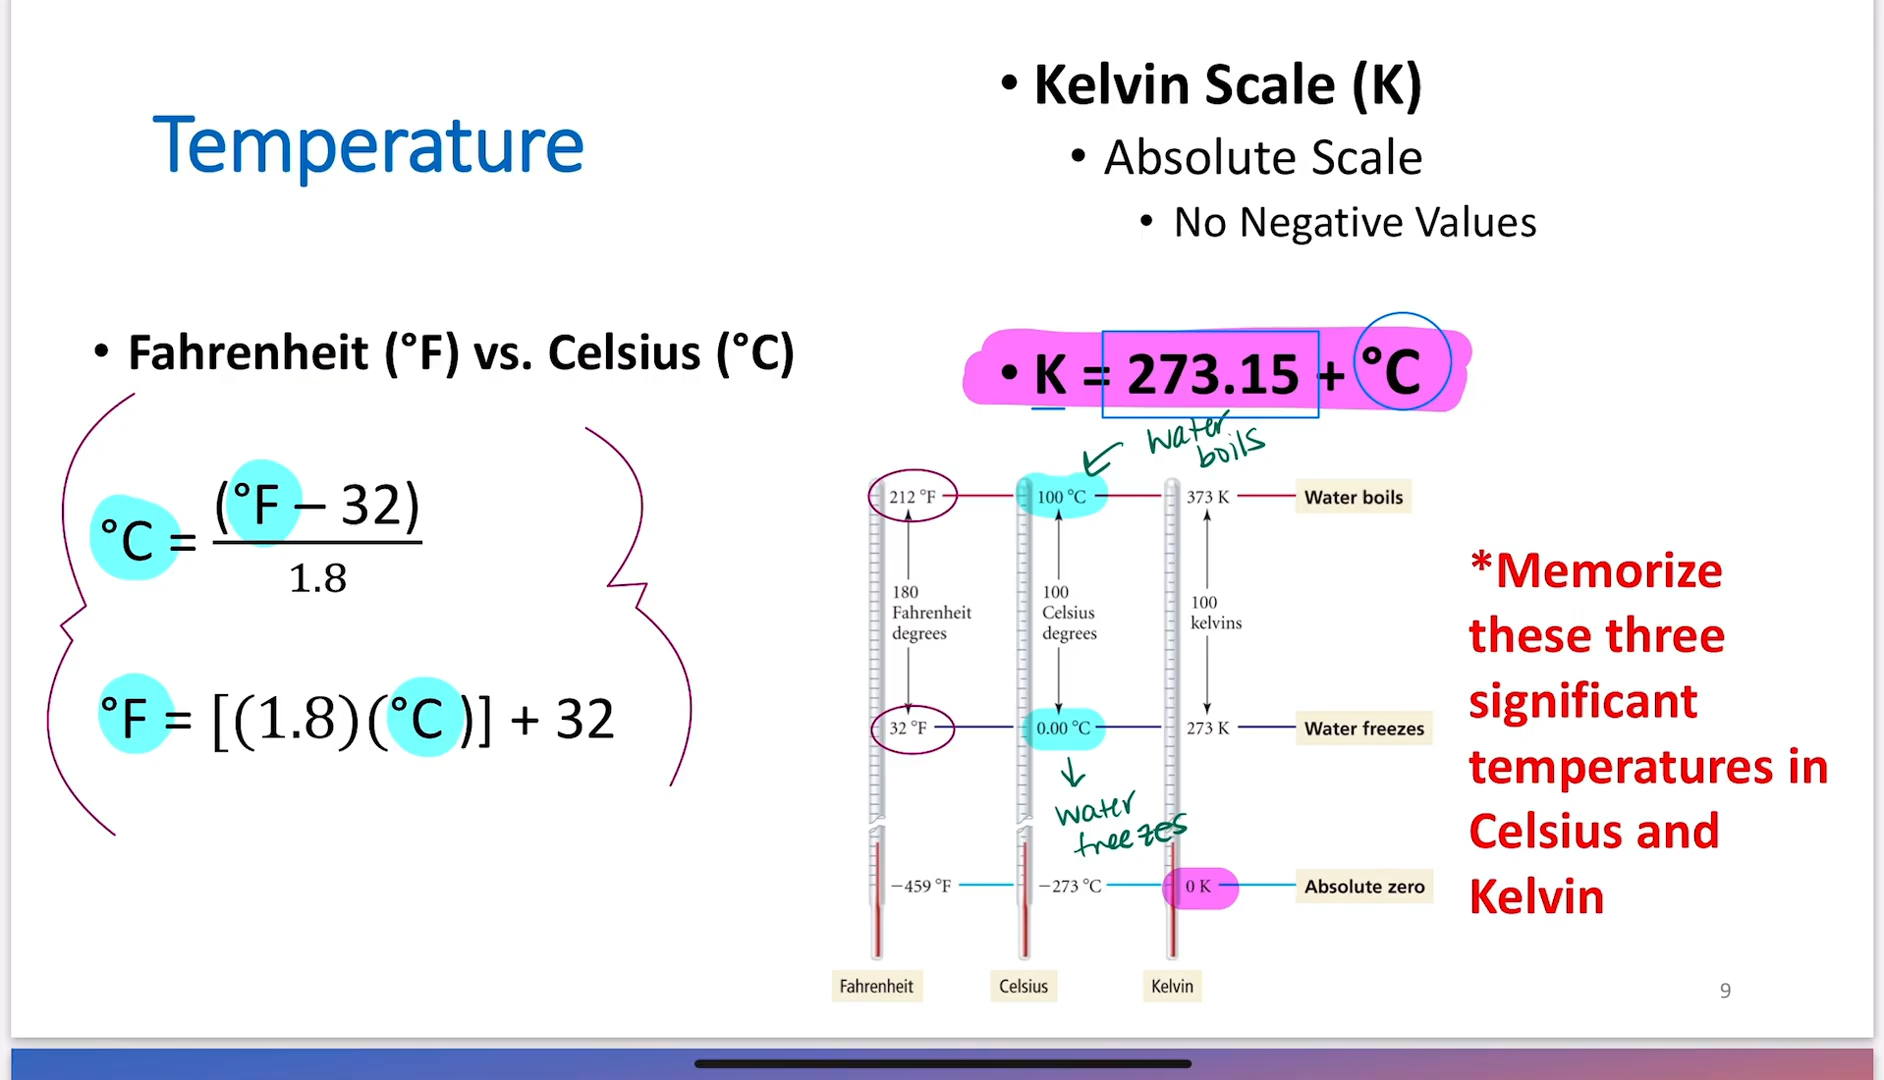 Temperature
• Fahrenheit (°F) vs. Celsius (°C)
°C = (°F – 32)
1.8
°F = [(1.8)(°C)] + 32
• Kelvin Scale (K)
• Absolute Scale
• No Negative Values
• K = 273.15 + °C
water
boils
212 °F 100 °C 373 K Water boils
180
Fahrenheit
degrees
100
Celsius
degrees
100
kelvins
32 °F 0.00 °C 273 K Water freezes
water
freezes
−459 °F −273 °C 0 K Absolute zero
Fahrenheit Celsius Kelvin
*Memorize
these three
significant
temperatures in
Celsius and
Kelvin
9